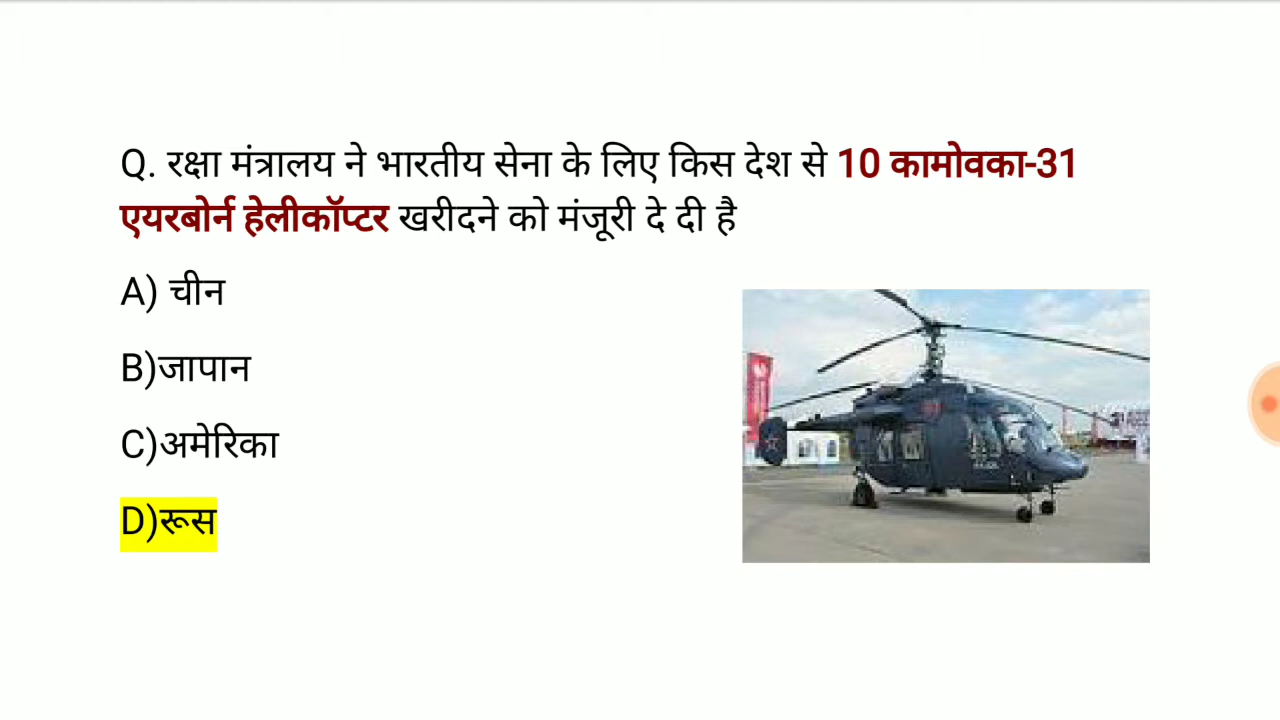 Q. रक्षा मंत्रालय ने भारतीय सेना के लिए किस देश से 10 कामोवका-31
एयरबोर्न हेलीकॉप्टर खरीदने को मंजूरी दे दी है
A) चीन
B)जापान
C)अमेरिका
D)रूस